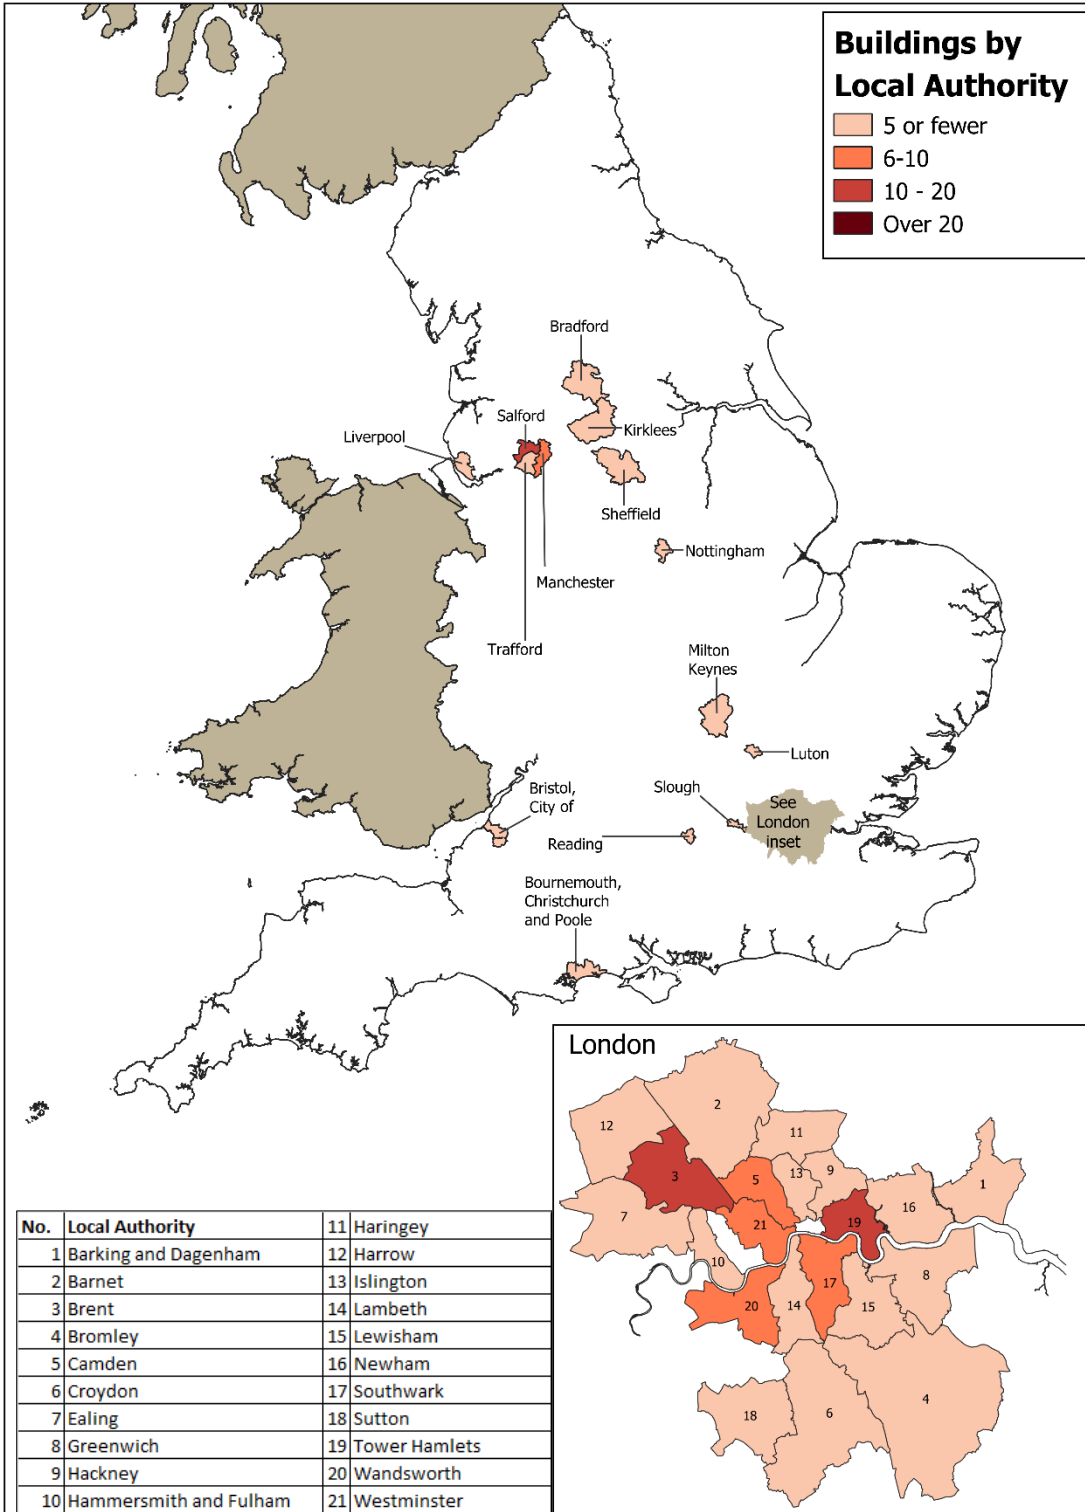 Buildings by
Local Authority
5 or fewer
6-10
10 - 20
Over 20
Bradford
Salford
Liverpool
Kirklees
Sheffield
Nottingham
Manchester
Trafford
Milton
Keynes
Luton
Slough
See
London
inset
Bristol,
City of
Reading
Bournemouth,
Christchurch
and Poole
London
2
12
11
3
5
13
9
1
16
7
21
19
10
8
17
20
14
15
4
18
6
No. Local Authority 11 Haringey
1 Barking and Dagenham 12 Harrow
2 Barnet 13 Islington
3 Brent 14 Lambeth
4 Bromley 15 Lewisham
5 Camden 16 Newham
6 Croydon 17 Southwark
7 Ealing 18 Sutton
8 Greenwich 19 Tower Hamlets
9 Hackney 20 Wandsworth
10 Hammersmith and Fulham 21 Westminster